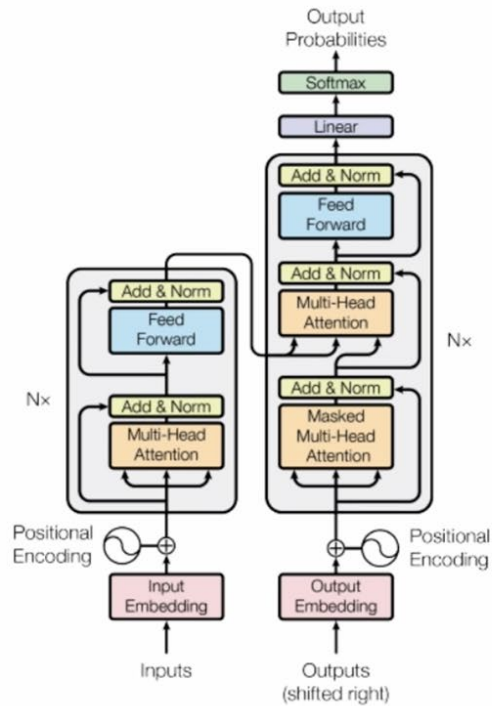 Output
Probabilities
Softmax
Linear
Add & Norm
Feed
Forward
Add & Norm
Multi-Head
Attention
Add & Norm
Masked
Multi-Head
Attention
Nx
Add & Norm
Feed
Forward
Add & Norm
Multi-Head
Attention
Nx
Positional
Encoding
Positional
Encoding
Input
Embedding
Output
Embedding
Inputs
Outputs
(shifted right)